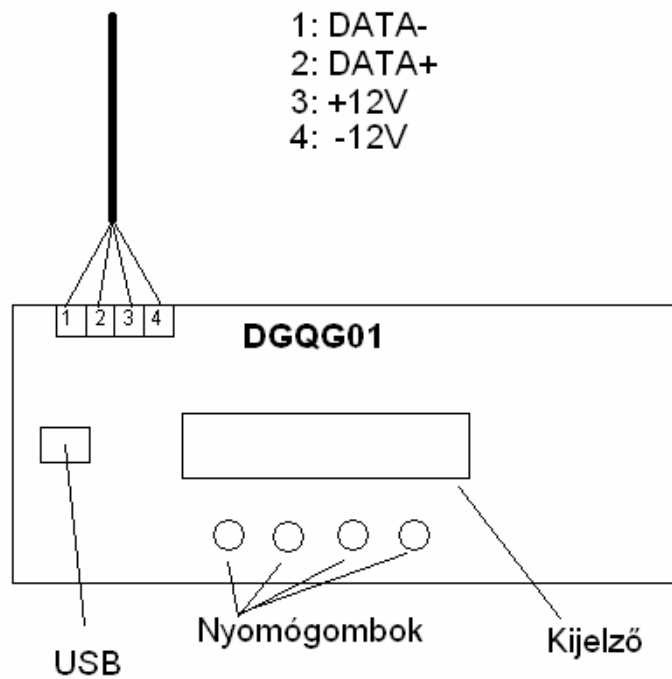 1: DATA-
2: DATA+
3: +12V
4: -12V
1 2 3 4
DGQG01
Nyomógombok
Kijelző
USB